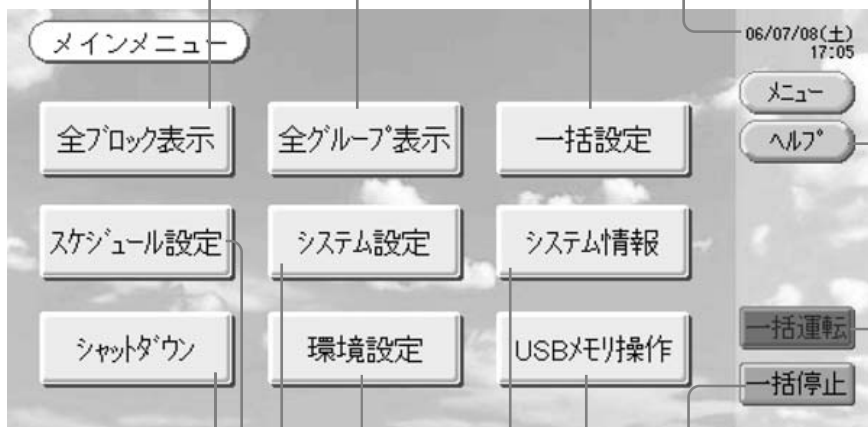 メインメニュー
06/07/08(土)
17:05
メニュー
ヘルプ
全ブロック表示
全グループ表示
一括設定
スケジュール設定
システム設定
システム情報
シャットダウン
環境設定
USBメモリ操作
一括運転
一括停止